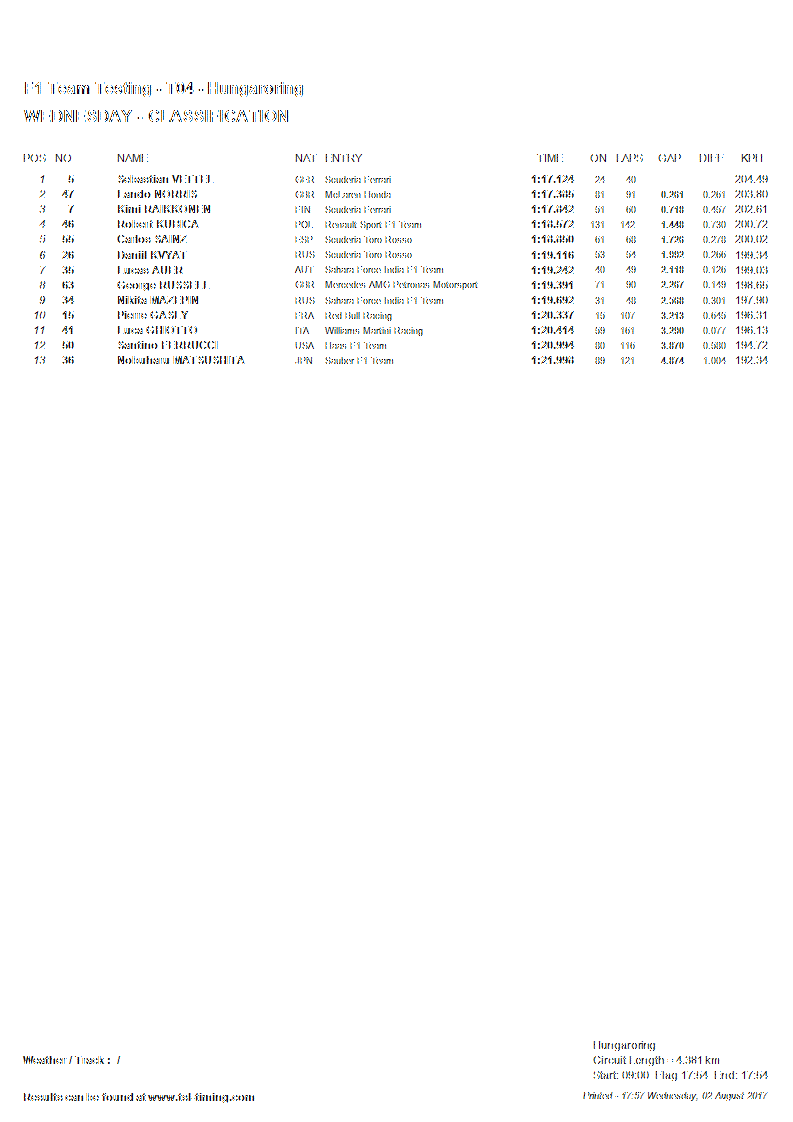 F1 Team Testing - T04 - Hungaroring
WEDNESDAY - CLASSIFICATION
POS NO NAME NAT ENTRY TIME ON LAPS GAP DIFF KPH
1 5 Sebastian VETTEL GER Scuderia Ferrari 1:17.124 24 40 204.49
2 47 Lando NORRIS GBR McLaren Honda 1:17.385 81 91 0.261 0.261 203.80
3 7 Kimi RAIKKONEN FIN Scuderia Ferrari 1:17.842 51 60 0.718 0.457 202.61
4 46 Robert KUBICA POL Renault Sport F1 Team 1:18.572 131 142 1.448 0.730 200.72
5 55 Carlos SAINZ ESP Scuderia Toro Rosso 1:18.850 61 68 1.726 0.278 200.02
6 26 Daniil KVYAT RUS Scuderia Toro Rosso 1:19.116 53 54 1.992 0.266 199.34
7 35 Lucas AUER AUT Sahara Force India F1 Team 1:19.242 40 49 2.118 0.126 199.03
8 63 George RUSSELL GBR Mercedes AMG Petronas Motorsport 1:19.391 71 90 2.267 0.149 198.65
9 34 Nikita MAZEPIN RUS Sahara Force India F1 Team 1:19.692 31 48 2.568 0.301 197.90
10 15 Pierre GASLY FRA Red Bull Racing 1:20.337 15 107 3.213 0.645 196.31
11 41 Luca GHIOTTO ITA Williams Martini Racing 1:20.414 59 161 3.290 0.077 196.13
12 50 Santino FERRUCCI USA Haas F1 Team 1:20.994 80 116 3.870 0.580 194.72
13 36 Nobuharu MATSUSHITA JPN Sauber F1 Team 1:21.998 89 121 4.874 1.004 192.34
Hungaroring
Weather / Track : / Circuit Length = 4.381 km
Start: 09:00 Flag 17:54 End: 17:54
Results can be found at www.tsl-timing.com Printed - 17:57 Wednesday, 02 August 2017